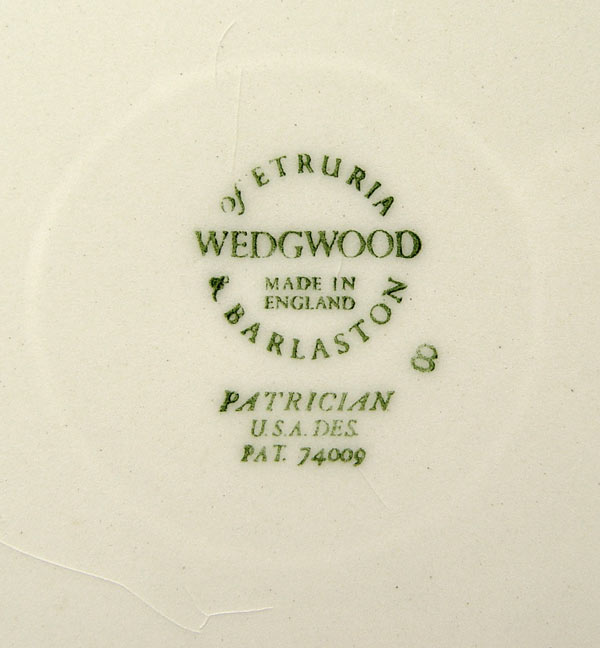 of ETRURIA
WEDGWOOD
MADE IN
ENGLAND
& BARLASTON
8
PATRICIAN
U.S.A. DES.
PAT. 74009